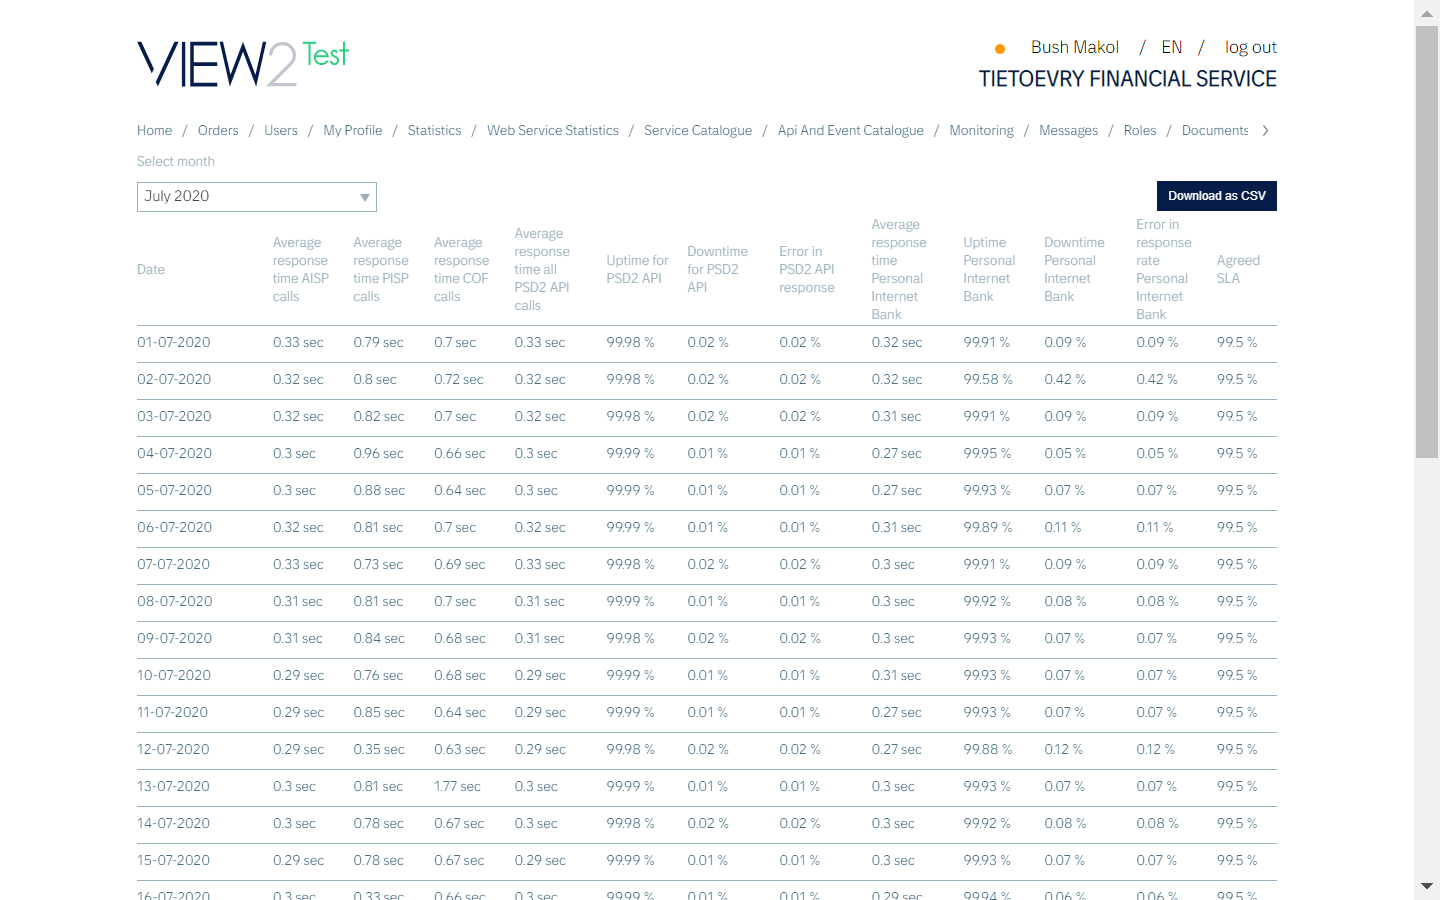 VIEW2 Test
Bush Makol / EN / log out
TIETOEVRY FINANCIAL SERVICE
Home / Orders / Users / My Profile / Statistics / Web Service Statistics / Service Catalogue / Api And Event Catalogue / Monitoring / Messages / Roles / Documents
Select month
July 2020
Download as CSV
Date
Average
response
time AISP
calls
Average
response
time PISP
calls
Average
response
time COF
calls
Average
response
time all
PSD2 API
calls
Uptime for
PSD2 API
Downtime
for PSD2
API
Error in
PSD2 API
response
Average
response
time
Personal
Internet
Bank
Uptime
Personal
Internet
Bank
Downtime
Personal
Internet
Bank
Error in
response
rate
Personal
Internet
Bank
Agreed
SLA
01-07-2020 0.33 sec 0.79 sec 0.7 sec 0.33 sec 99.98 % 0.02 % 0.02 % 0.32 sec 99.91 % 0.09 % 0.09 % 99.5 %
02-07-2020 0.32 sec 0.8 sec 0.72 sec 0.32 sec 99.98 % 0.02 % 0.02 % 0.32 sec 99.58 % 0.42 % 0.42 % 99.5 %
03-07-2020 0.32 sec 0.82 sec 0.7 sec 0.32 sec 99.98 % 0.02 % 0.02 % 0.31 sec 99.91 % 0.09 % 0.09 % 99.5 %
04-07-2020 0.3 sec 0.96 sec 0.66 sec 0.3 sec 99.99 % 0.01 % 0.01 % 0.27 sec 99.95 % 0.05 % 0.05 % 99.5 %
05-07-2020 0.3 sec 0.88 sec 0.64 sec 0.3 sec 99.99 % 0.01 % 0.01 % 0.27 sec 99.93 % 0.07 % 0.07 % 99.5 %
06-07-2020 0.32 sec 0.81 sec 0.7 sec 0.32 sec 99.99 % 0.01 % 0.01 % 0.31 sec 99.89 % 0.11 % 0.11 % 99.5 %
07-07-2020 0.33 sec 0.73 sec 0.69 sec 0.33 sec 99.98 % 0.02 % 0.02 % 0.3 sec 99.91 % 0.09 % 0.09 % 99.5 %
08-07-2020 0.31 sec 0.81 sec 0.7 sec 0.31 sec 99.99 % 0.01 % 0.01 % 0.3 sec 99.92 % 0.08 % 0.08 % 99.5 %
09-07-2020 0.31 sec 0.84 sec 0.68 sec 0.31 sec 99.98 % 0.02 % 0.02 % 0.3 sec 99.93 % 0.07 % 0.07 % 99.5 %
10-07-2020 0.29 sec 0.76 sec 0.68 sec 0.29 sec 99.99 % 0.01 % 0.01 % 0.31 sec 99.93 % 0.07 % 0.07 % 99.5 %
11-07-2020 0.29 sec 0.85 sec 0.64 sec 0.29 sec 99.99 % 0.01 % 0.01 % 0.27 sec 99.93 % 0.07 % 0.07 % 99.5 %
12-07-2020 0.29 sec 0.35 sec 0.63 sec 0.29 sec 99.98 % 0.02 % 0.02 % 0.27 sec 99.88 % 0.12 % 0.12 % 99.5 %
13-07-2020 0.3 sec 0.81 sec 1.77 sec 0.3 sec 99.99 % 0.01 % 0.01 % 0.3 sec 99.93 % 0.07 % 0.07 % 99.5 %
14-07-2020 0.3 sec 0.78 sec 0.67 sec 0.3 sec 99.98 % 0.02 % 0.02 % 0.3 sec 99.92 % 0.08 % 0.08 % 99.5 %
15-07-2020 0.29 sec 0.78 sec 0.67 sec 0.29 sec 99.99 % 0.01 % 0.01 % 0.3 sec 99.93 % 0.07 % 0.07 % 99.5 %
16-07-2020 0.3 sec 0.33 sec 0.66 sec 0.3 sec 99.99 % 0.01 % 0.01 % 0.29 sec 99.94 % 0.06 % 0.06 % 99.5 %